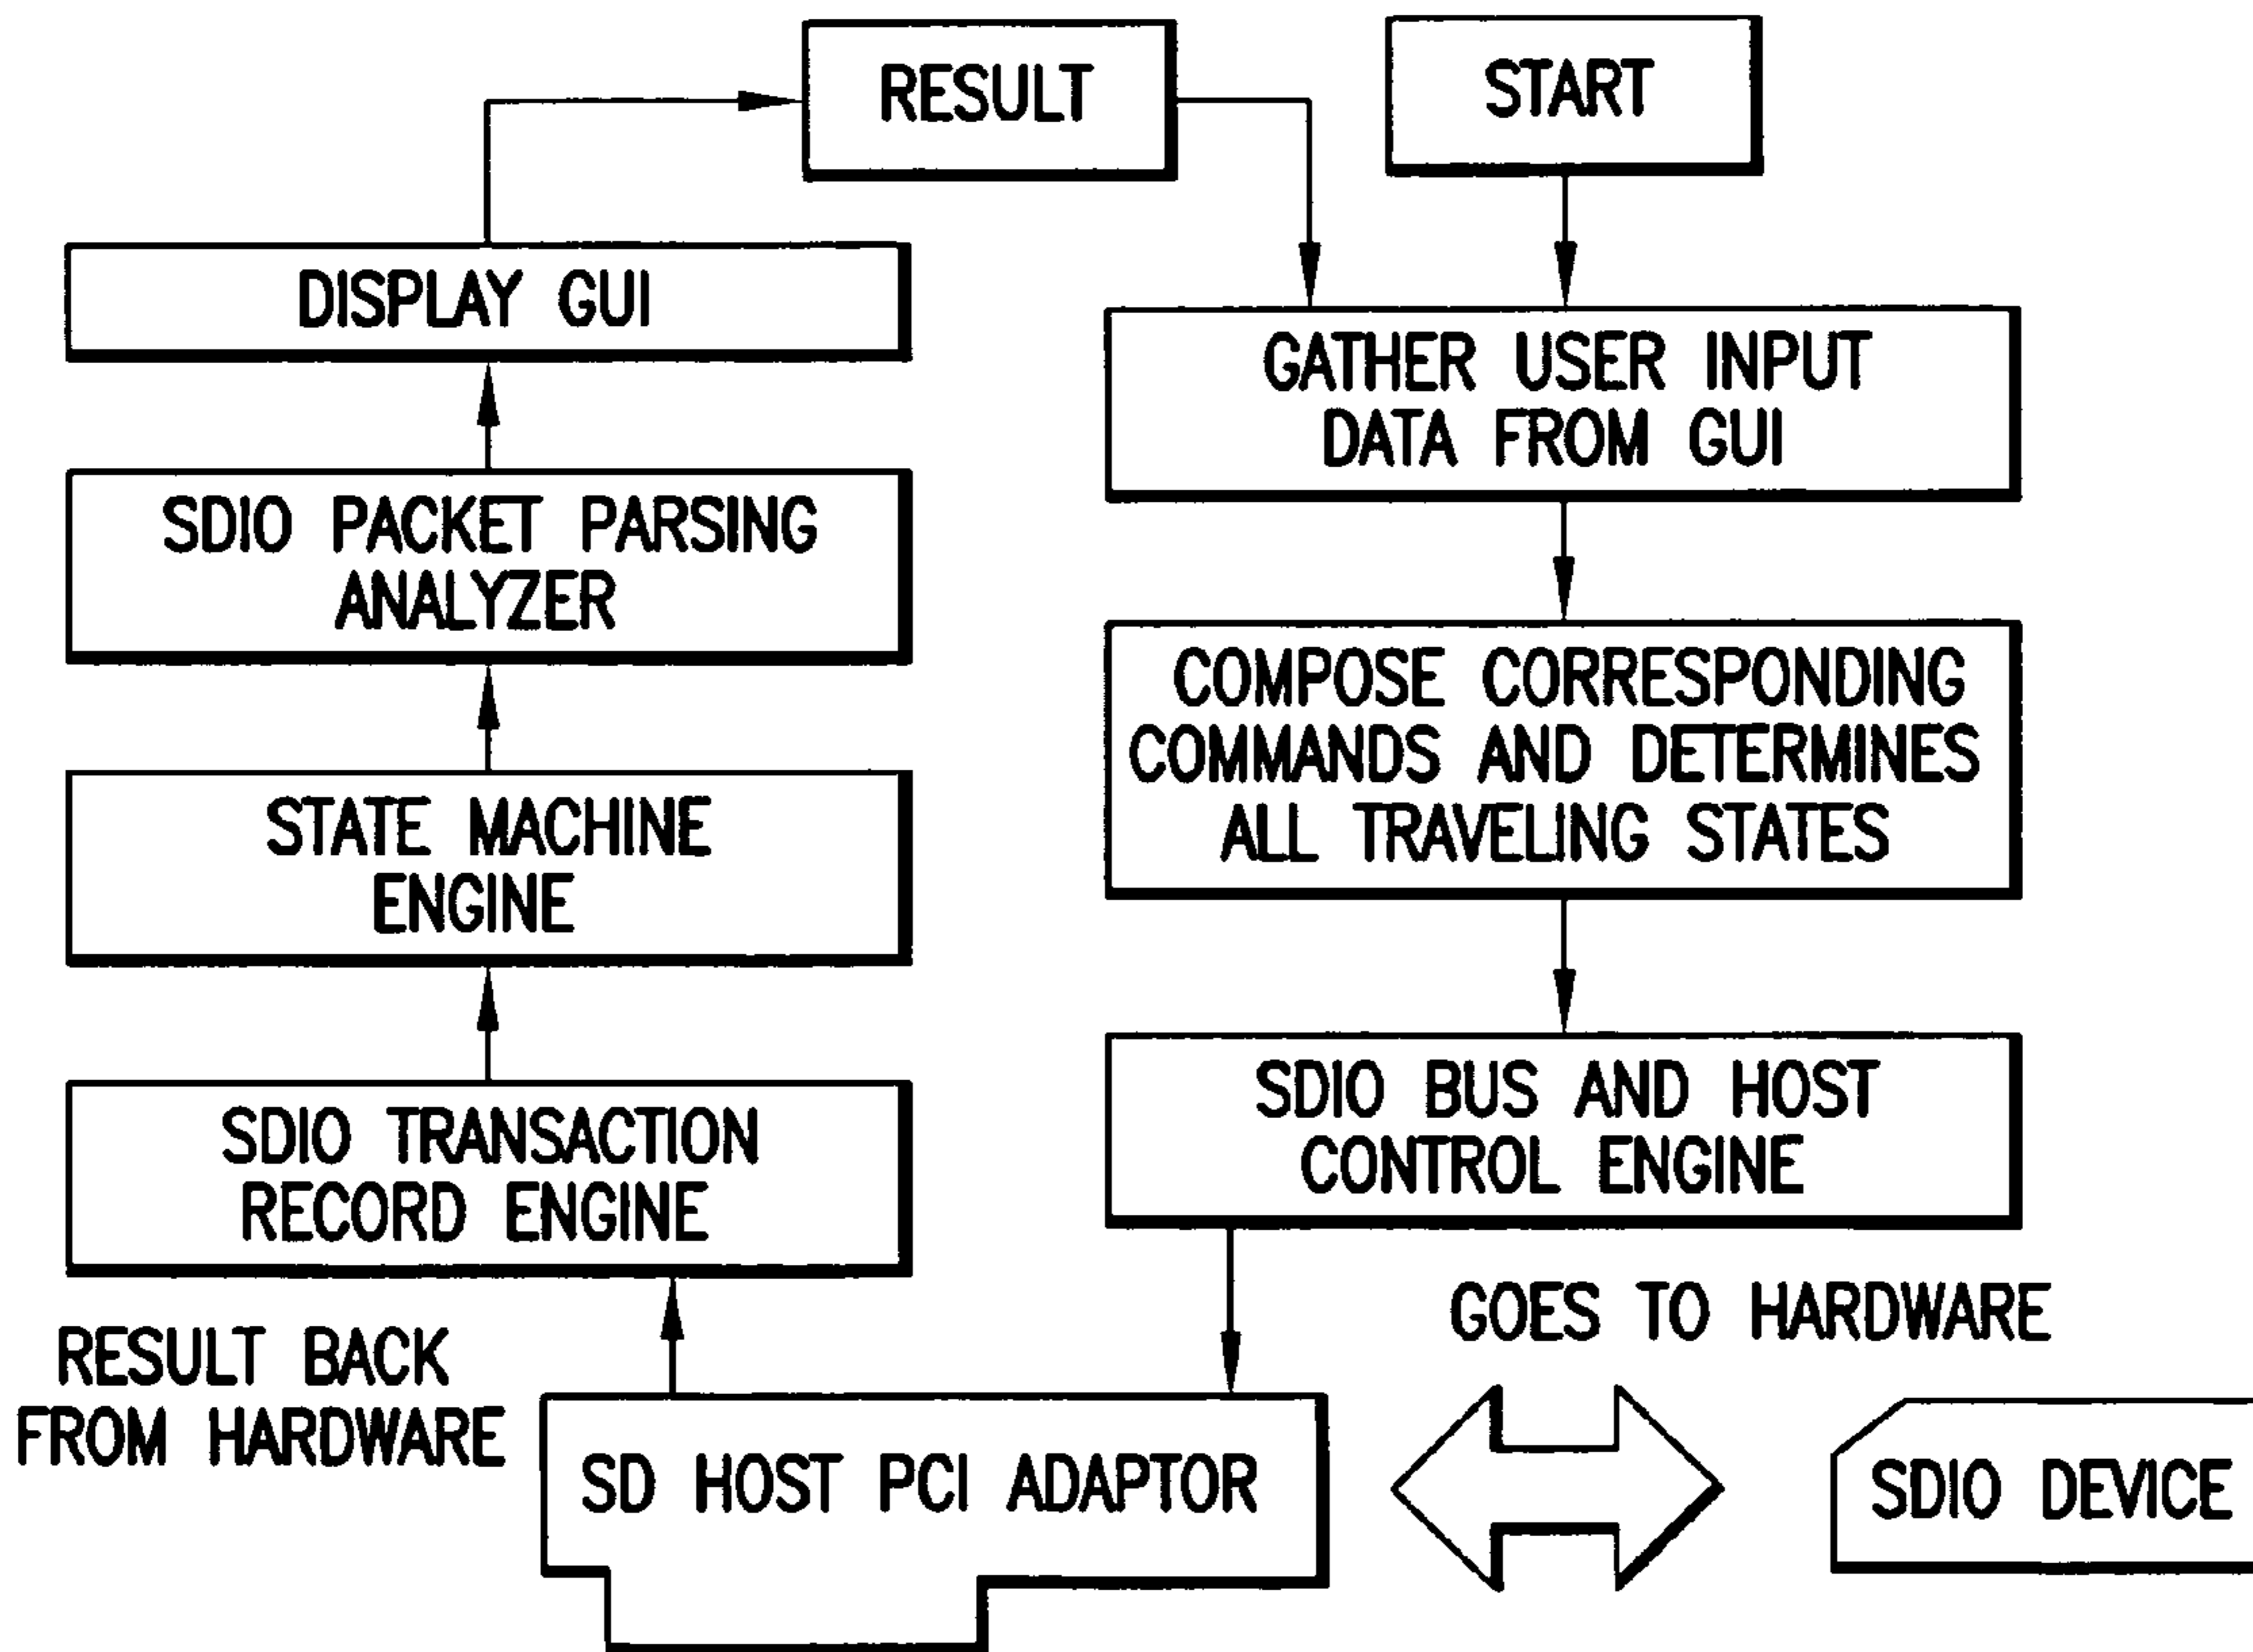 RESULT
START
DISPLAY GUI
GATHER USER INPUT
DATA FROM GUI
SDIO PACKET PARSING
ANALYZER
COMPOSE CORRESPONDING
COMMANDS AND DETERMINES
ALL TRAVELING STATES
STATE MACHINE
ENGINE
SDIO BUS AND HOST
CONTROL ENGINE
SDIO TRANSACTION
RECORD ENGINE
GOES TO HARDWARE
RESULT BACK
FROM HARDWARE
SD HOST PCI ADAPTOR
SDIO DEVICE